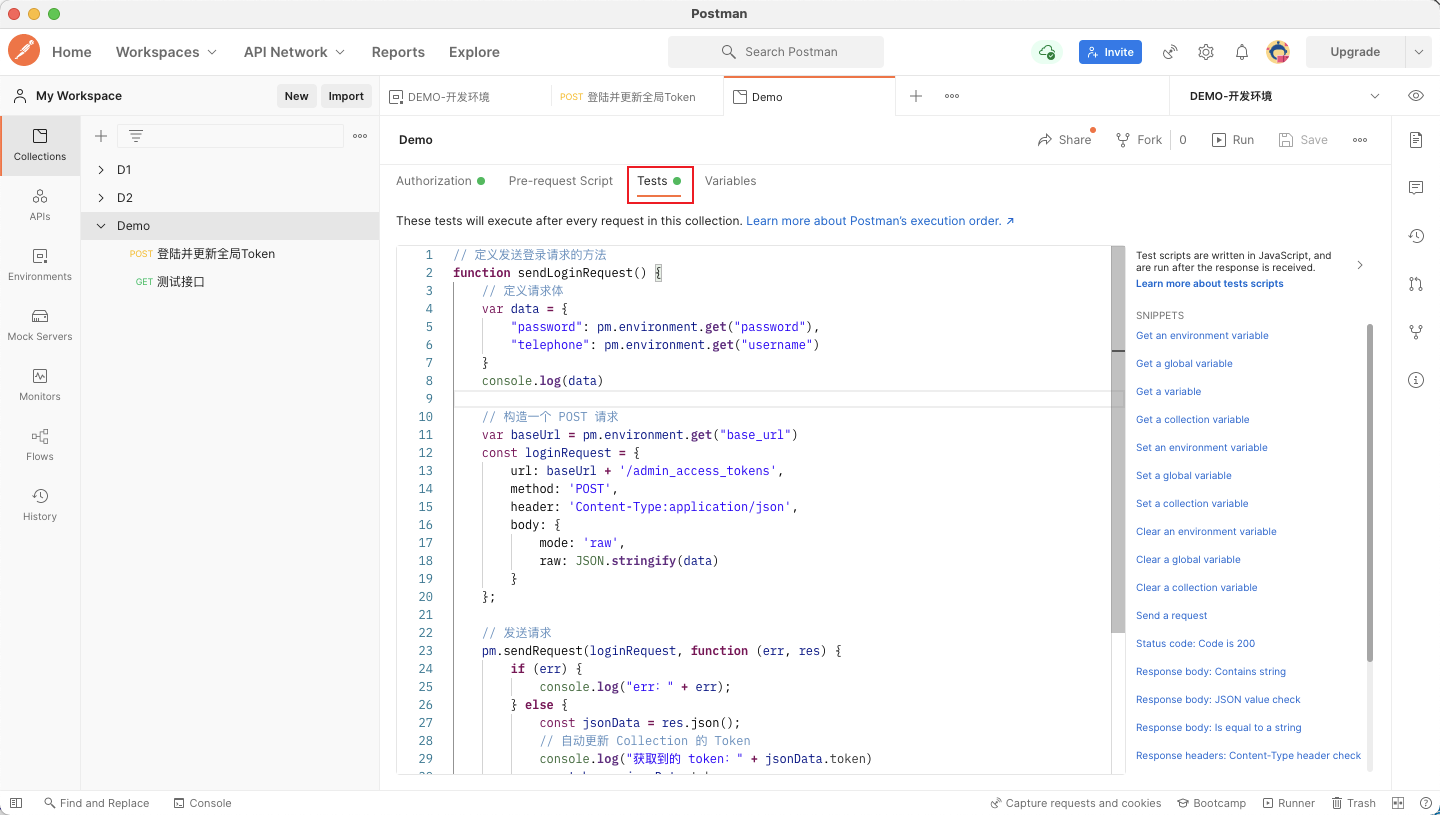 Postman
Home Workspaces API Network Reports Explore Search Postman Invite Upgrade
My Workspace New Import DEMO-开发环境 POST 登陆并更新全局Token Demo DEMO-开发环境
Collections
APIs
Environments
Mock Servers
Monitors
Flows
History
D1
D2
Demo
POST 登陆并更新全局Token
GET 测试接口
Demo Share Fork 0 Run Save
Authorization Pre-request Script Tests Variables
These tests will execute after every request in this collection. Learn more about Postman's execution order. ↗
1 // 定义发送登录请求的方法
2 function sendLoginRequest() {
3 // 定义请求体
4 var data = {
5 "password": pm.environment.get("password"),
6 "telephone": pm.environment.get("username")
7 }
8 console.log(data)
9
10 // 构造一个 POST 请求
11 var baseUrl = pm.environment.get("base_url")
12 const loginRequest = {
13 url: baseUrl + '/admin_access_tokens',
14 method: 'POST',
15 header: 'Content-Type:application/json',
16 body: {
17 mode: 'raw',
18 raw: JSON.stringify(data)
19 }
20 };
21
22 // 发送请求
23 pm.sendRequest(loginRequest, function (err, res) {
24 if (err) {
25 console.log("err：" + err);
26 } else {
27 const jsonData = res.json();
28 // 自动更新 Collection 的 Token
29 console.log("获取到的 token：" + jsonData.token)
Test scripts are written in JavaScript, and
are run after the response is received.
Learn more about tests scripts
SNIPPETS
Get an environment variable
Get a global variable
Get a variable
Get a collection variable
Set an environment variable
Set a global variable
Set a collection variable
Clear an environment variable
Clear a global variable
Clear a collection variable
Send a request
Status code: Code is 200
Response body: Contains string
Response body: JSON value check
Response body: Is equal to a string
Response headers: Content-Type header check
Find and Replace Console Capture requests and cookies Bootcamp Runner Trash